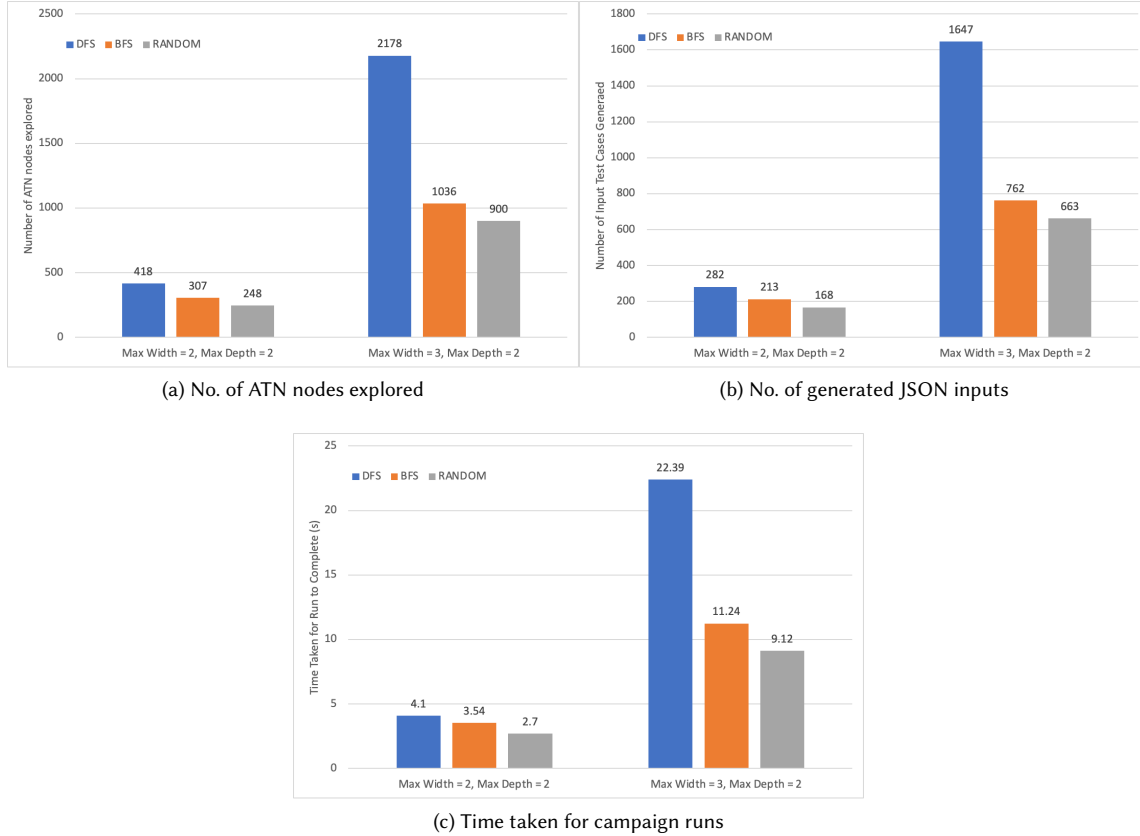 2500
DFS BFS RANDOM
2178
2000
1500
1036
1000
900
500
418
307
248
0
Number of ATN nodes explored
Max Width = 2, Max Depth = 2
Max Width = 3, Max Depth = 2
(a) No. of ATN nodes explored
1800
DFS BFS RANDOM
1647
1600
1400
1200
1000
800
762
663
600
400
282
213
168
200
0
Number of Input Test Cases Generaed
Max Width = 2, Max Depth = 2
Max Width = 3, Max Depth = 2
(b) No. of generated JSON inputs
25
DFS BFS RANDOM
22.39
20
15
11.24
10
9.12
5
4.1
3.54
2.7
0
Time Taken for Run to Complete (s)
Max Width = 2, Max Depth = 2
Max Width = 3, Max Depth = 2
(c) Time taken for campaign runs